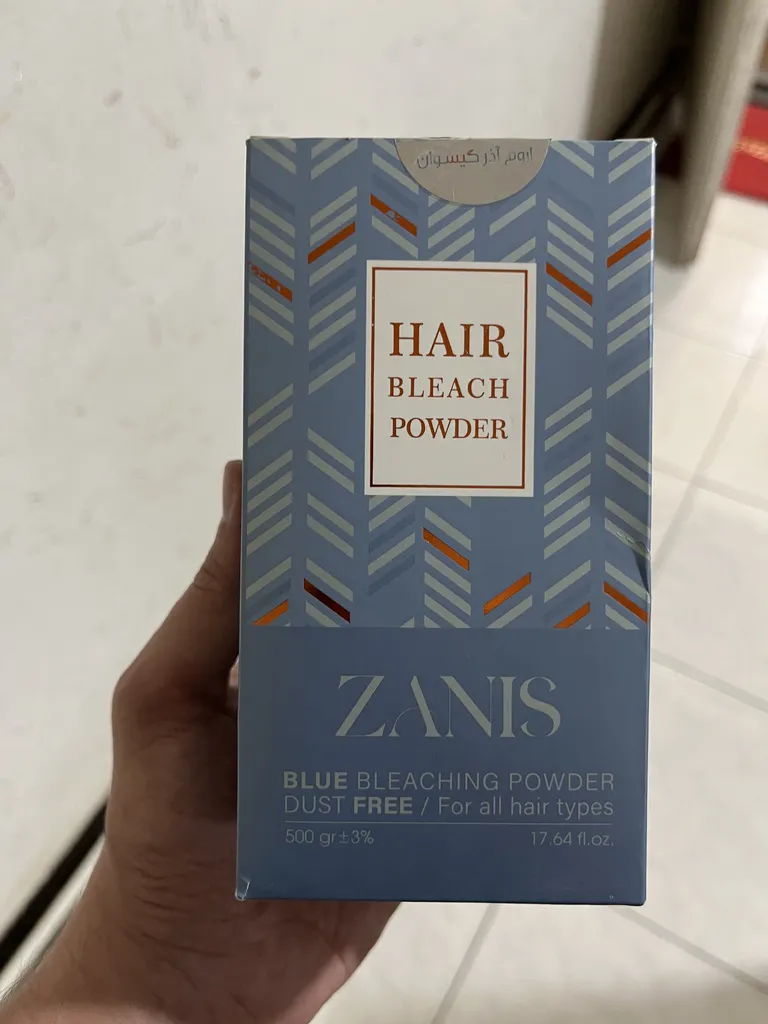 اروم آذر گیسوان
HAIR
BLEACH
POWDER
ZANIS
BLUE BLEACHING POWDER
DUST FREE / For all hair types
500 gr±3% 17.64 fl.oz.